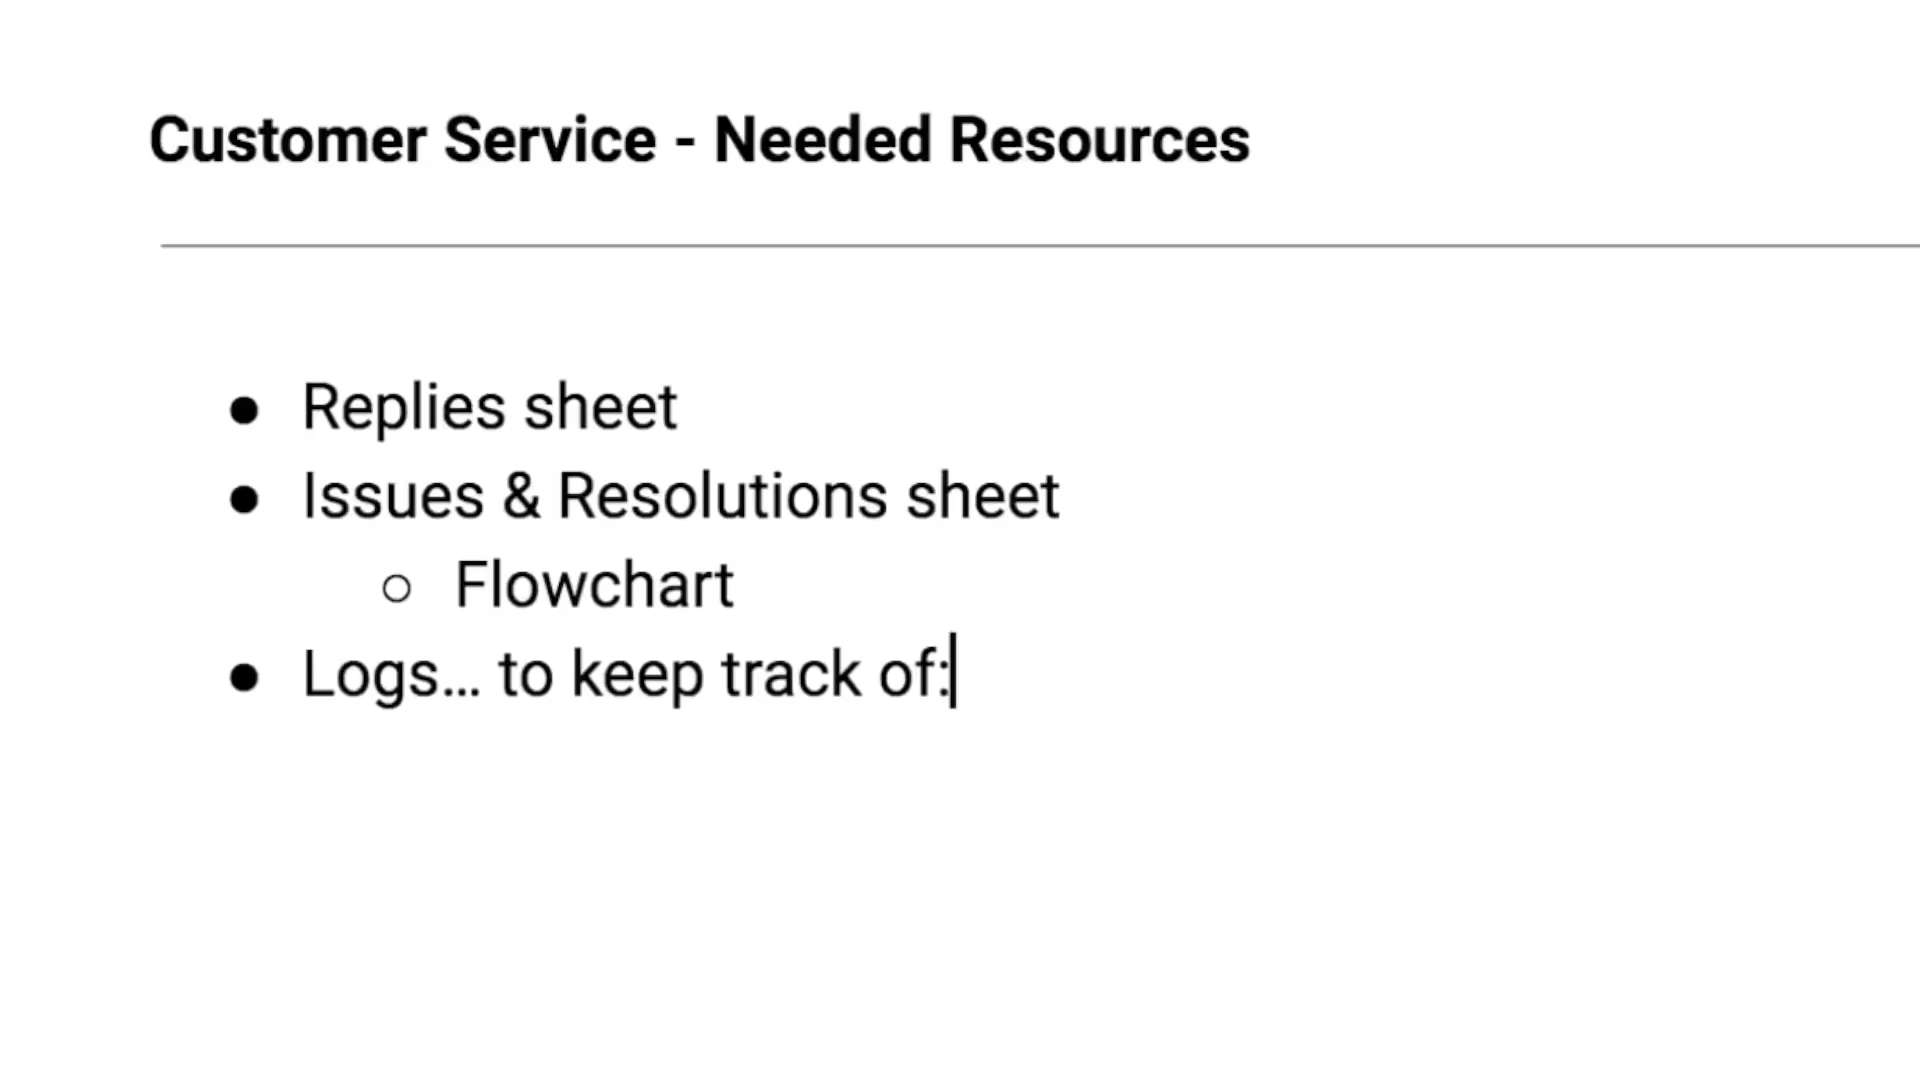 Customer Service - Needed Resources
● Replies sheet
● Issues & Resolutions sheet
○ Flowchart
● Logs... to keep track of: